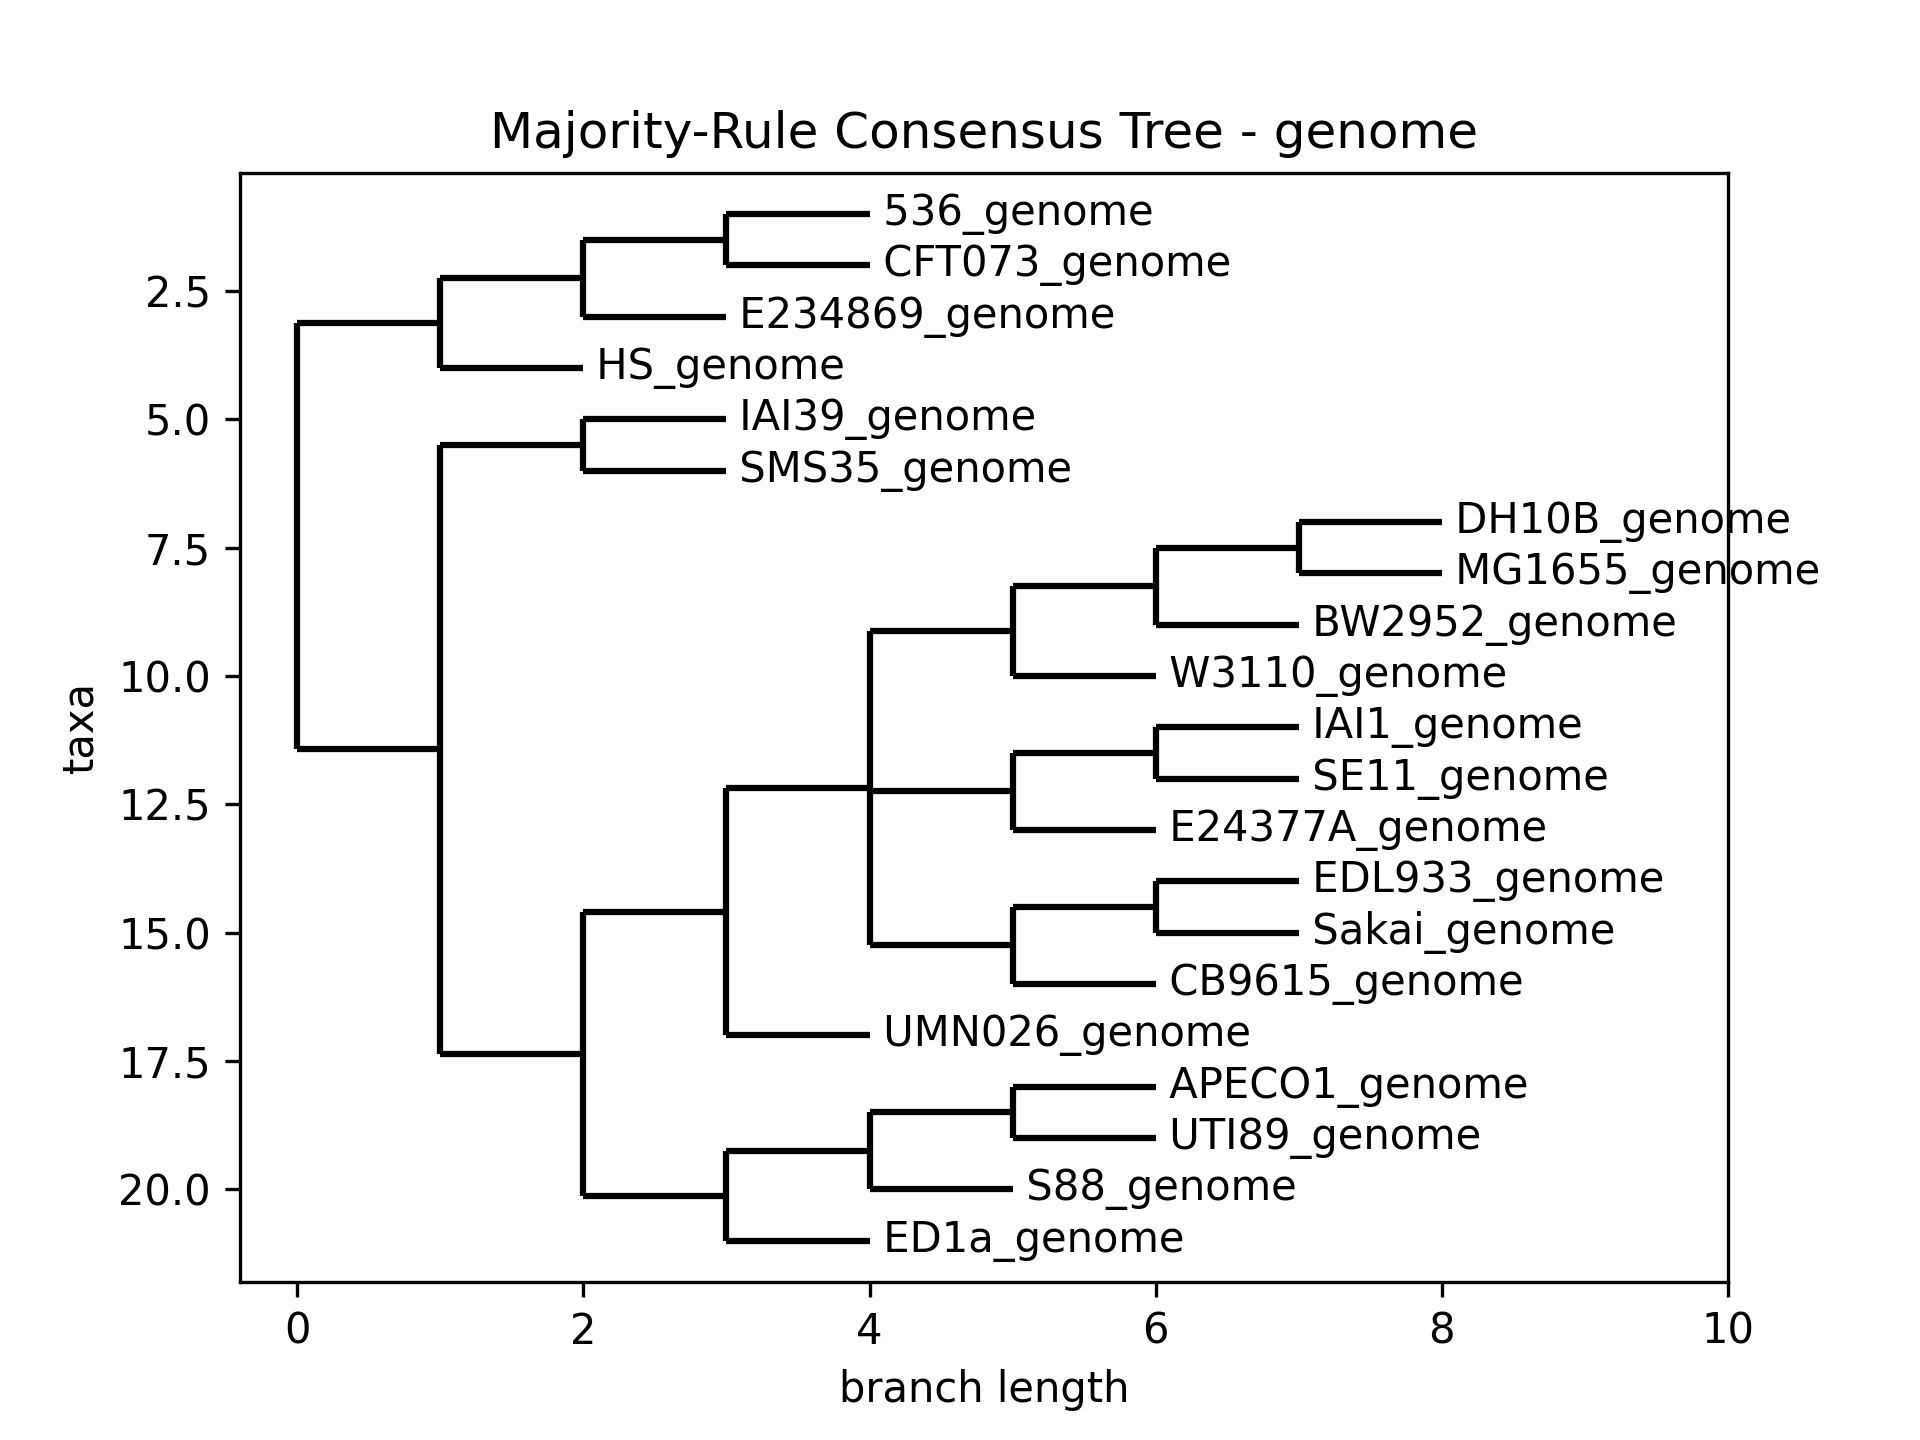 Majority-Rule Consensus Tree - genome
536_genome
CFT073_genome
2.5
E234869_genome
HS_genome
5.0
IAI39_genome
SMS35_genome
DH10B_genome
7.5
MG1655_genome
BW2952_genome
10.0
W3110_genome
taxa
IAI1_genome
SE11_genome
12.5
E24377A_genome
EDL933_genome
15.0
Sakai_genome
CB9615_genome
UMN026_genome
17.5
APECO1_genome
UTI89_genome
20.0
S88_genome
ED1a_genome
0 2 4 6 8 10
branch length